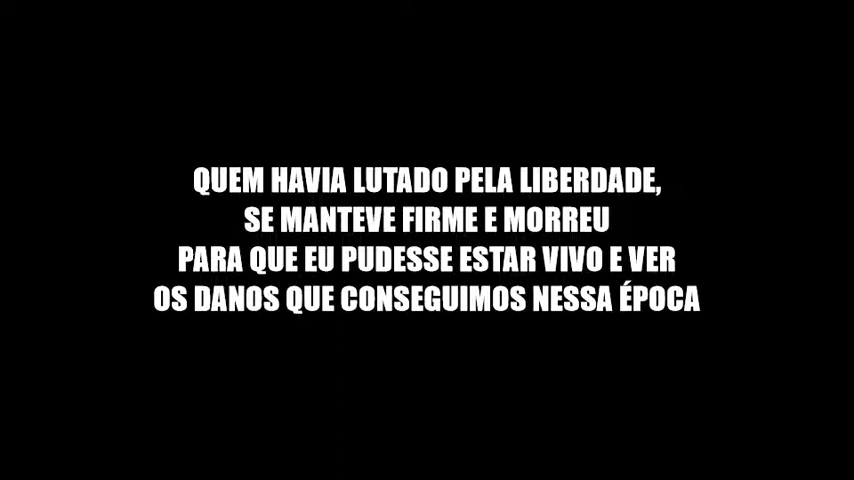 QUEM HAVIA LUTADO PELA LIBERDADE,
SE MANTEVE FIRME E MORREU
PARA QUE EU PUDESSE ESTAR VIVO E VER
OS DANOS QUE CONSEGUIMOS NESSA ÉPOCA